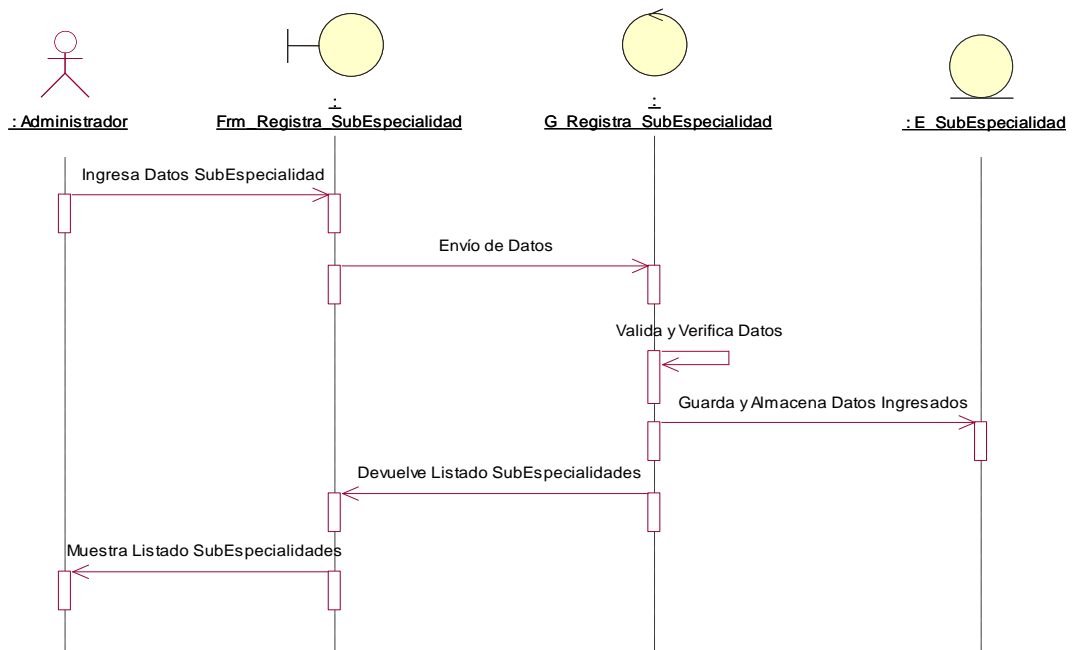 : Administrador
:
Frm_Registra_SubEspecialidad
:
G_Registra_SubEspecialidad
: E_SubEspecialidad
Ingresa Datos SubEspecialidad
Envío de Datos
Valida y Verifica Datos
Guarda y Almacena Datos Ingresados
Devuelve Listado SubEspecialidades
Muestra Listado SubEspecialidades